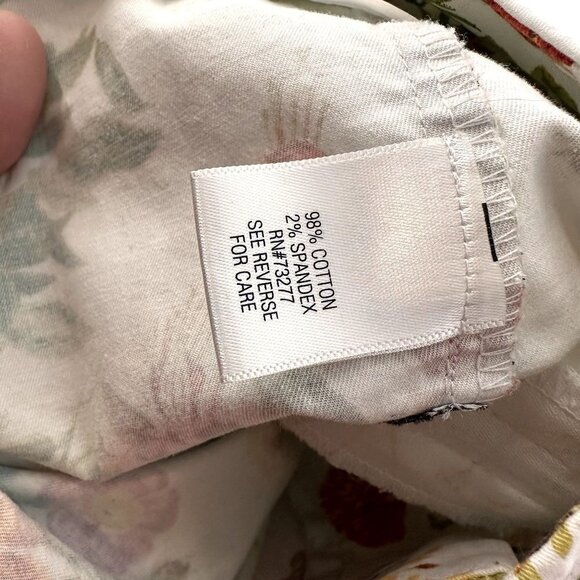 98% COTTON
2% SPANDEX
RN#73277
SEE REVERSE
FOR CARE